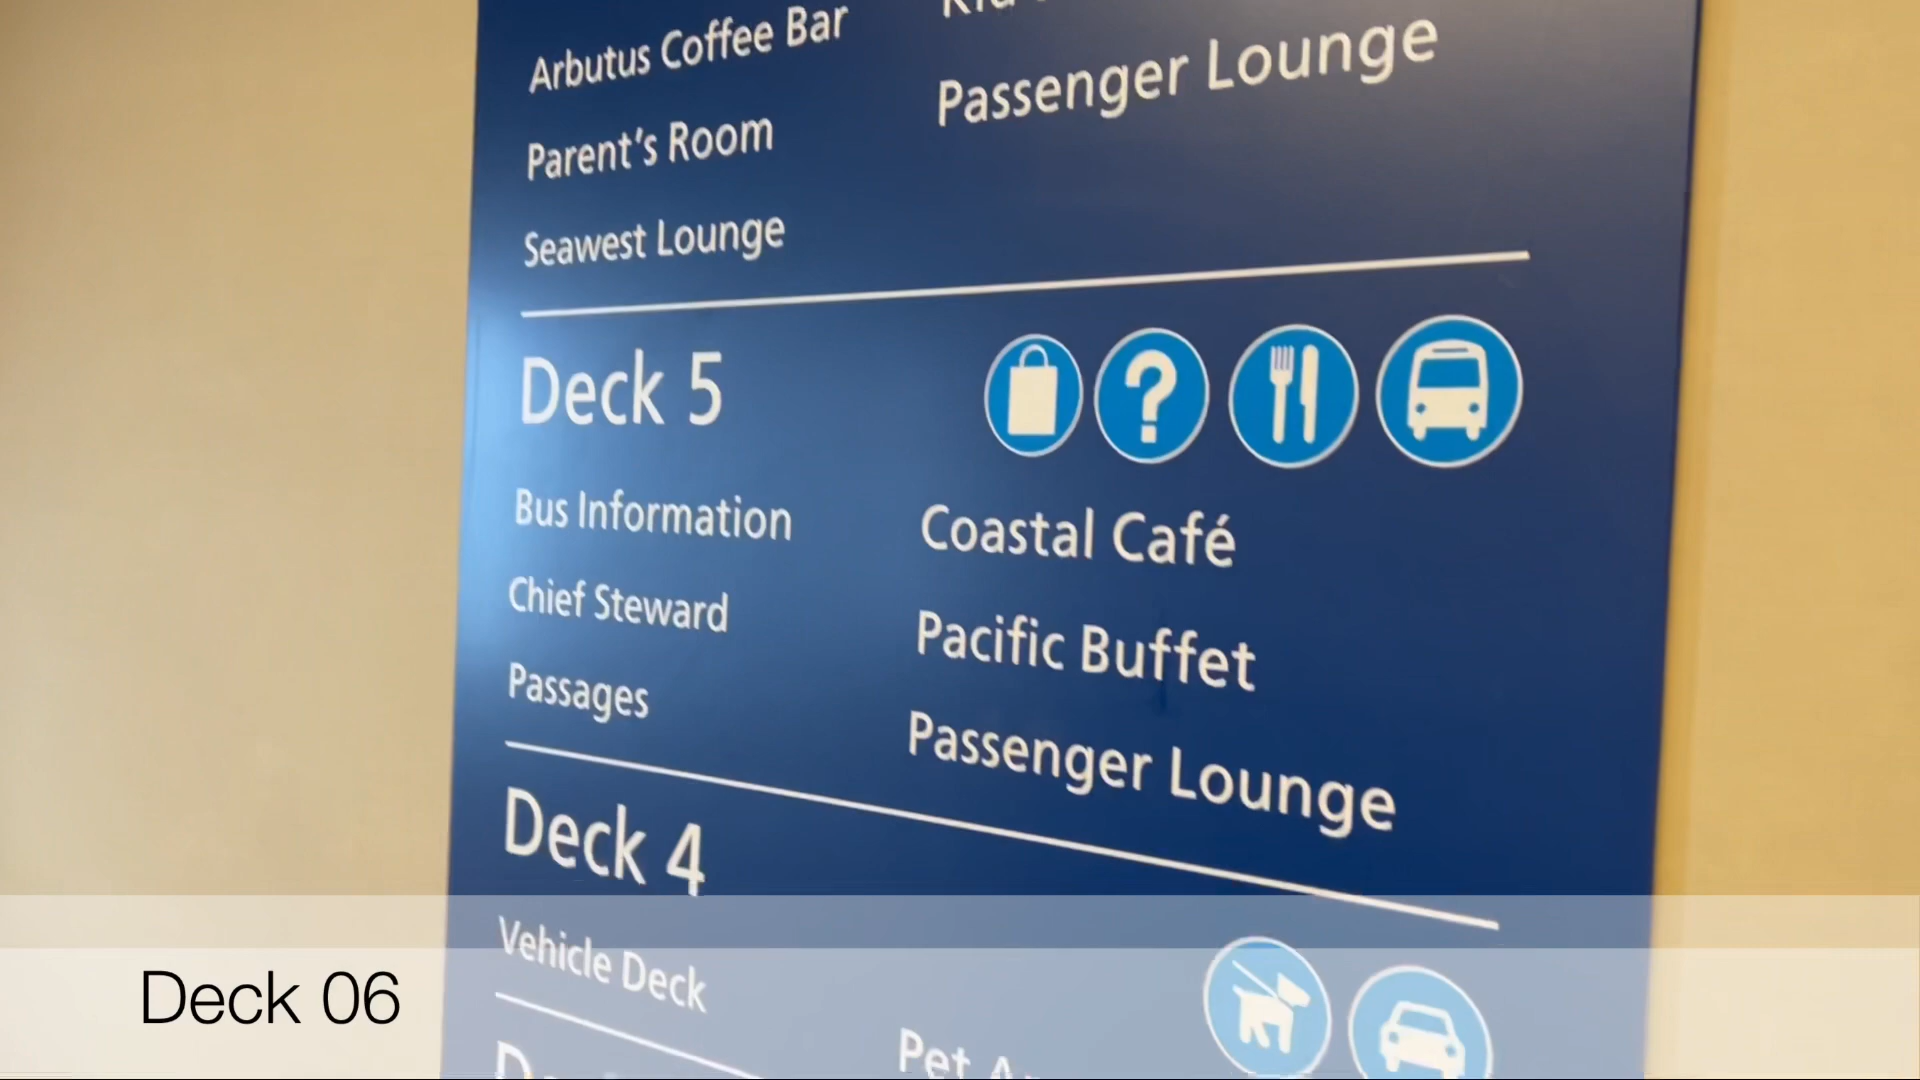 Arbutus Coffee Bar
Parent's Room
Passenger Lounge
Seawest Lounge
Deck 5
Bus Information
Coastal Café
Chief Steward
Pacific Buffet
Passages
Passenger Lounge
Deck 4
Vehicle Deck
Pet
Deck 06